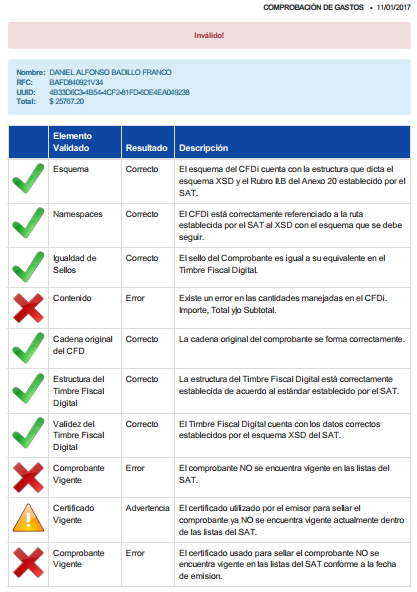 COMPROBACIÓN DE GASTOS • 11/01/2017
Inválido!
Nombre: DANIEL ALFONSO BADILLO FRANCO
RFC: BAFD840921V34
UUID: 4B33D6C3-4B54-4CF2-81FD-6DE4EA049238
Total: $ 25767.20
Elemento Validado Resultado Descripción
Esquema Correcto El esquema del CFDi cuenta con la estructura que dicta el
esquema XSD y el Rubro II.B del Anexo 20 establecido por el
SAT.
Namespaces Correcto El CFDi está correctamente referenciado a la ruta
establecida por el SAT al XSD con el esquema que se debe
seguir.
Igualdad de Sellos Correcto El sello del Comprobante es igual a su equivalente en el
Timbre Fiscal Digital.
Contenido Error Existe un error en las cantidades manejadas en el CFDi.
Importe, Total y/o Subtotal.
Cadena original del CFD Correcto La cadena original del comprobante se forma correctamente.
Estructura del Timbre Fiscal Digital Correcto La estructura del Timbre Fiscal Digital está correctamente
establecida de acuerdo al estándar establecido por el SAT.
Validez del Timbre Fiscal Digital Correcto El Timbre Fiscal Digital cuenta con los datos correctos
establecidos por el esquema XSD del SAT.
Comprobante Vigente Error El comprobante NO se encuentra vigente en las listas del
SAT.
Certificado Vigente Advertencia El certificado utilizado por el emisor para sellar el
comprobante ya NO se encuentra vigente actualmente dentro
de las listas del SAT.
Comprobante Vigente Error El certificado usado para sellar el comprobante NO se
encuentra vigente en las listas del SAT conforme a la fecha
de emision.